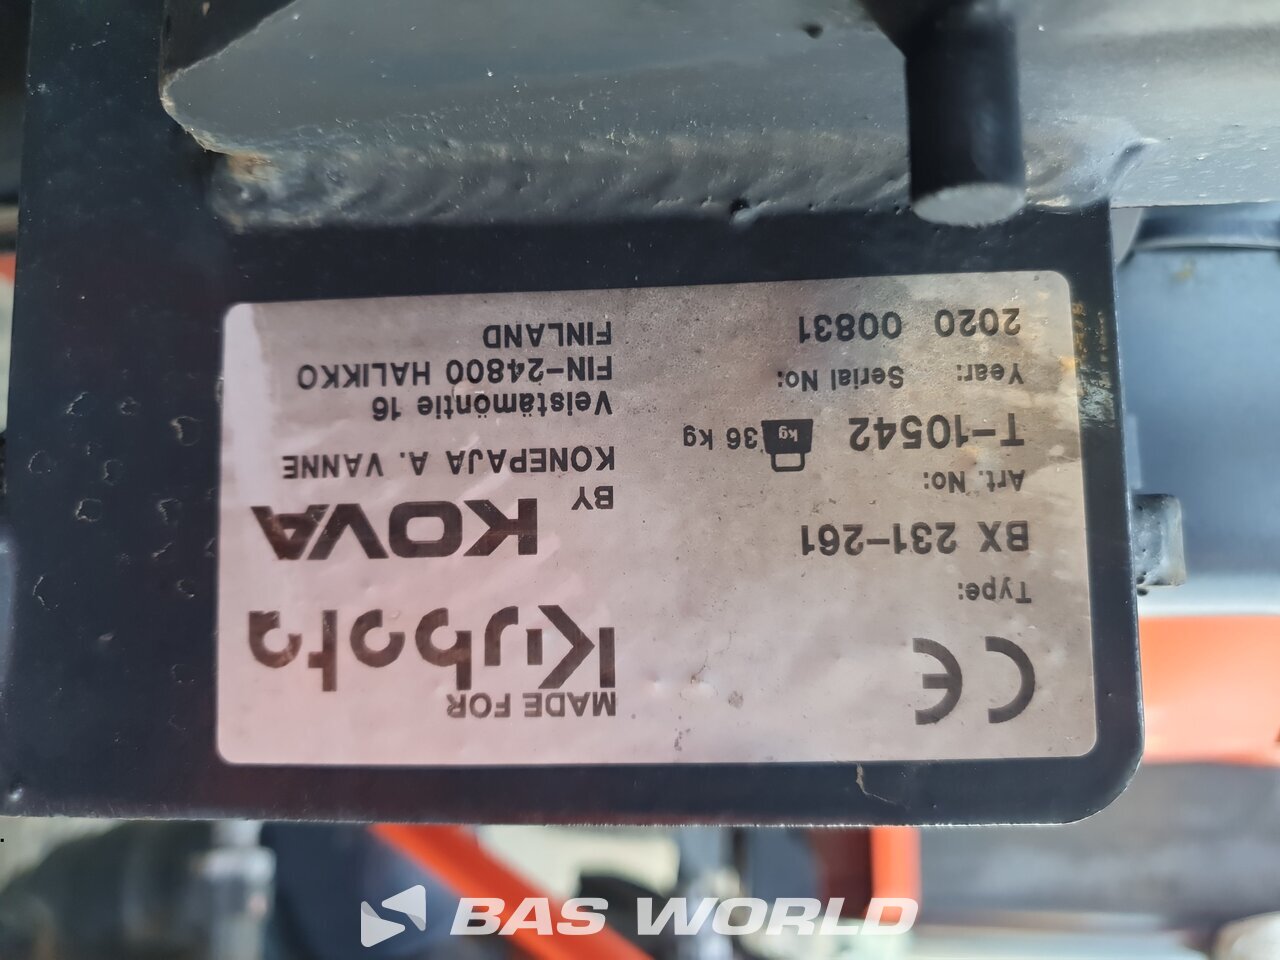 MADE FOR
Kubota
BY KOVA
KONEPAJA A. VANNE
Veistämöntie 16
FIN-24800 HALIKKO
FINLAND
CE
Type:
BX 231-261
Art. No:
T-10542 kg 36 kg
Year: Serial No:
2020 00831
BAS WORLD